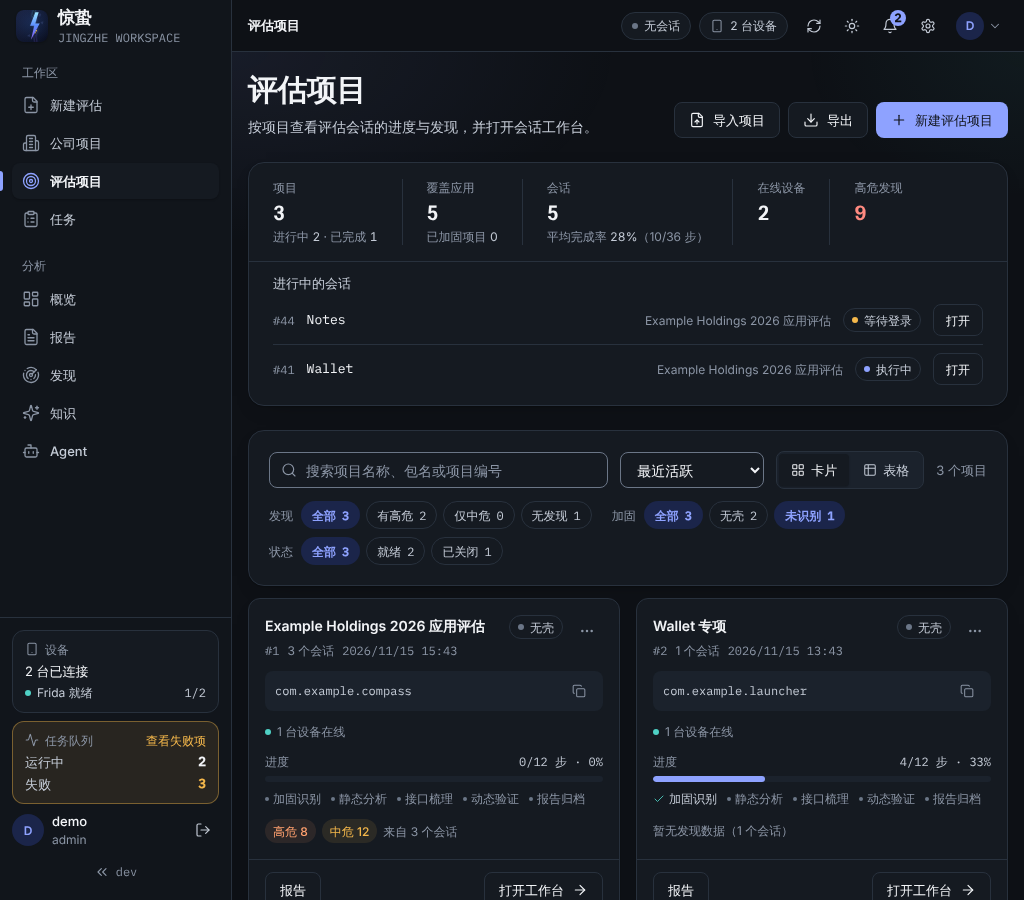 惊蛰
JINGZHE WORKSPACE
工作区
新建评估
公司项目
评估项目
任务
分析
概览
报告
发现
知识
Agent
设备
2 台已连接
Frida 就绪 1/2
任务队列 查看失败项
运行中 2
失败 3
D demo
admin
dev
评估项目 无会话 2 台设备 2 D
评估项目
按项目查看评估会话的进度与发现，并打开会话工作台。
导入项目 导出 新建评估项目
项目 覆盖应用 会话 在线设备 高危发现
3 5 5 2 9
进行中 2 · 已完成 1 已加固项目 0 平均完成率 28%（10/36 步）
进行中的会话
#44 Notes Example Holdings 2026 应用评估 等待登录 打开
#41 Wallet Example Holdings 2026 应用评估 执行中 打开
搜索项目名称、包名或项目编号 最近活跃 卡片 表格 3 个项目
发现 全部 3 有高危 2 仅中危 0 无发现 1 加固 全部 3 无壳 2 未识别 1
状态 全部 3 就绪 2 已关闭 1
Example Holdings 2026 应用评估 无壳 ...
#1 3 个会话 2026/11/15 15:43
com.example.compass
1 台设备在线
进度 0/12 步 · 0%
加固识别 静态分析 接口梳理 动态验证 报告归档
高危 8 中危 12 来自 3 个会话
报告 打开工作台
Wallet 专项 无壳 ...
#2 1 个会话 2026/11/15 13:43
com.example.launcher
1 台设备在线
进度 4/12 步 · 33%
加固识别 静态分析 接口梳理 动态验证 报告归档
暂无发现数据（1 个会话）
报告 打开工作台